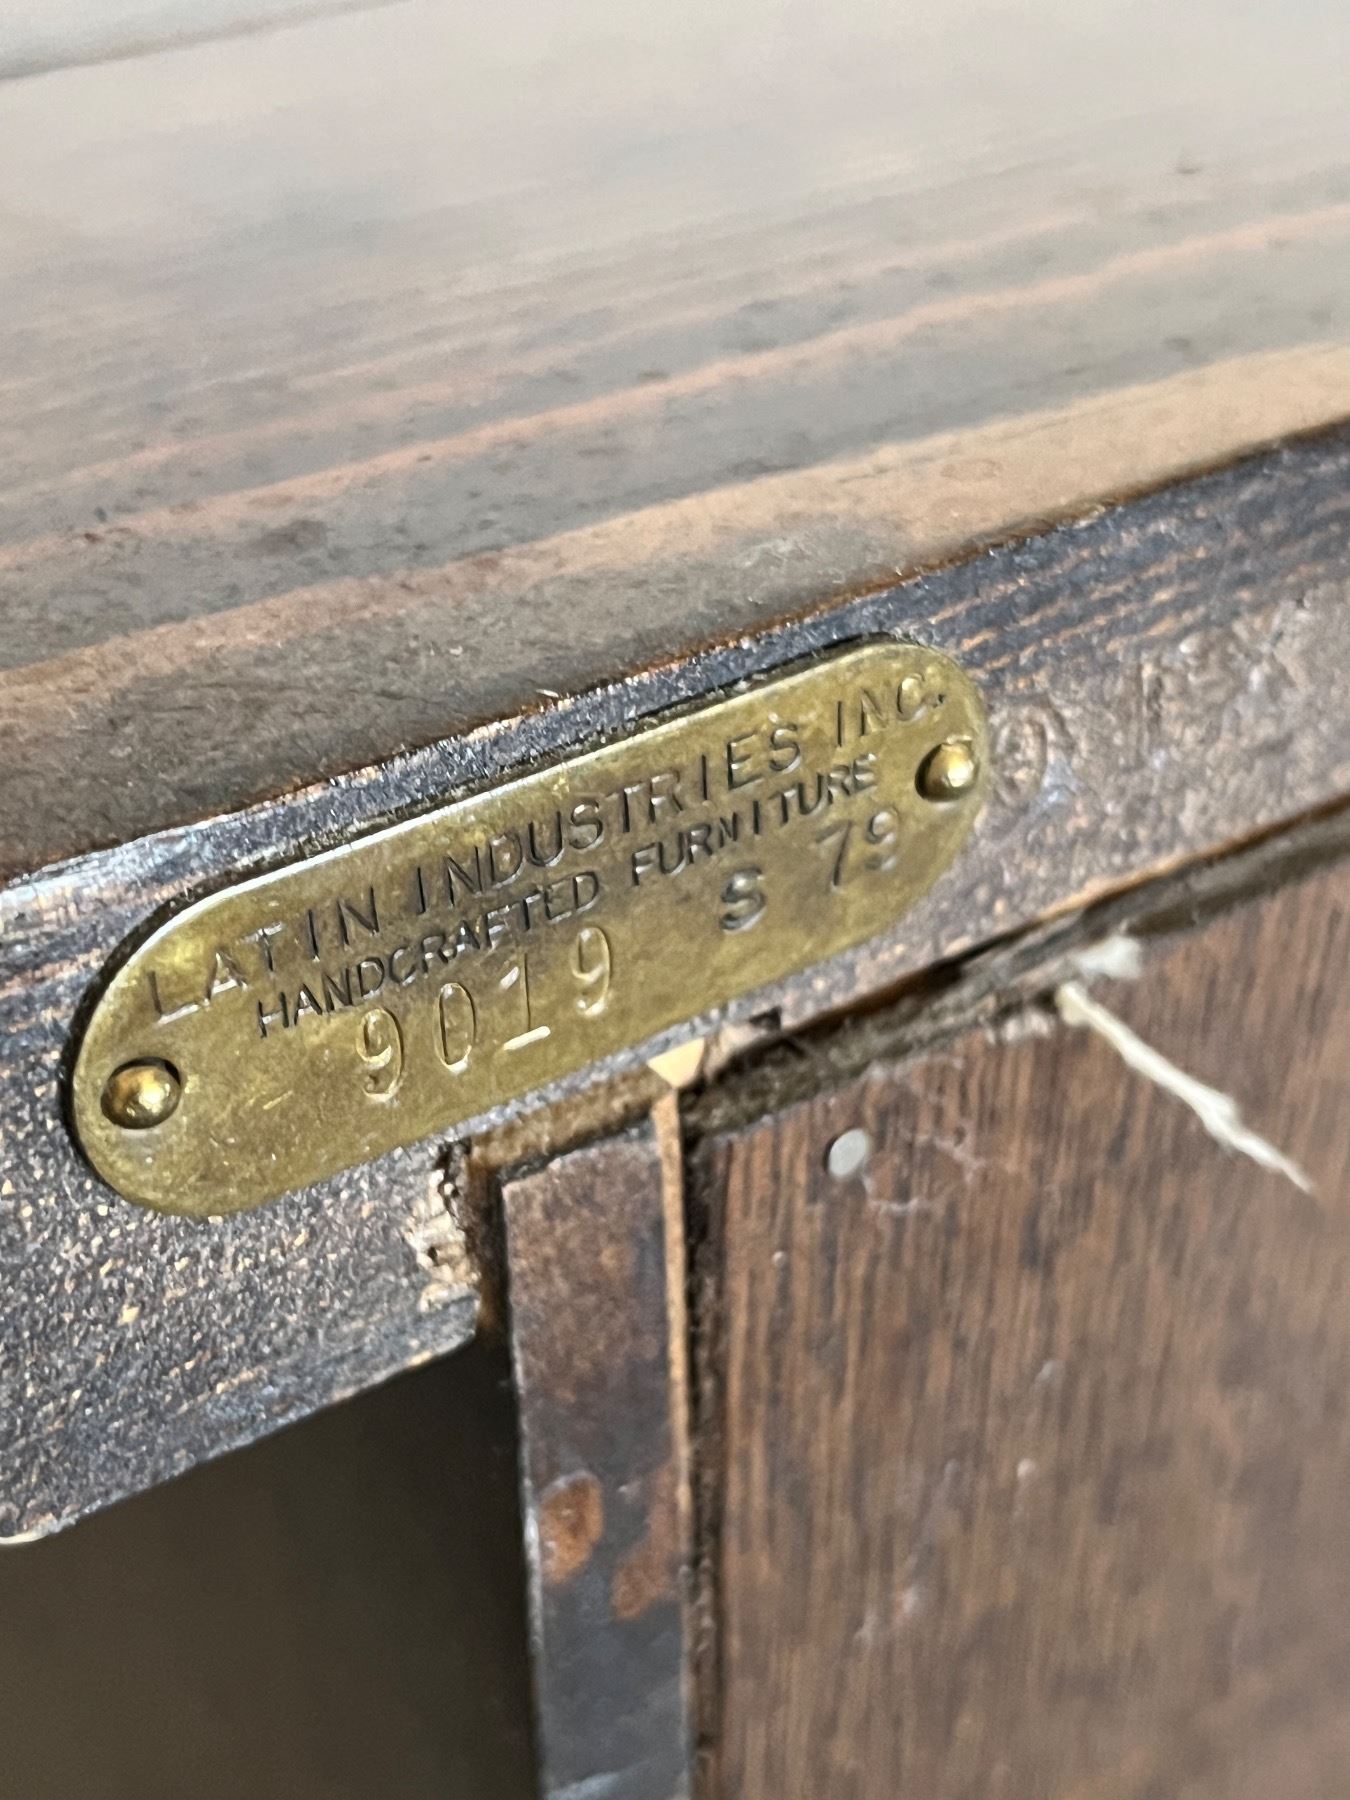 LATIN INDUSTRIES INC.
HANDCRAFTED FURNITURE
9019 S 79